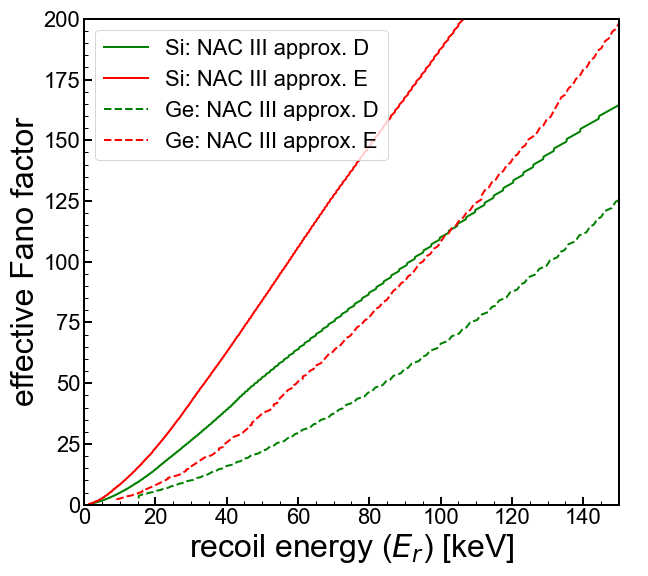 200
175
150
125
100
75
50
25
0
effective Fano factor
Si: NAC III approx. D
Si: NAC III approx. E
Ge: NAC III approx. D
Ge: NAC III approx. E
0 20 40 60 80 100 120 140
recoil energy (E_r) [keV]